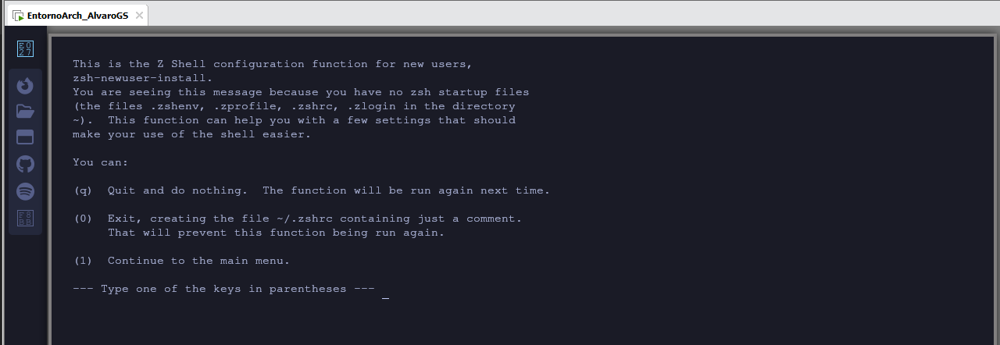 EntornoArch_AlvaroGS
E0
27
This is the Z Shell configuration function for new users,
zsh-newuser-install.
You are seeing this message because you have no zsh startup files
(the files .zshenv, .zprofile, .zshrc, .zlogin in the directory
~).  This function can help you with a few settings that should
make your use of the shell easier.
You can:
(q)  Quit and do nothing.  The function will be run again next time.
(0)  Exit, creating the file ~/.zshrc containing just a comment.
     That will prevent this function being run again.
(1)  Continue to the main menu.
--- Type one of the keys in parentheses --- _
F8
BB